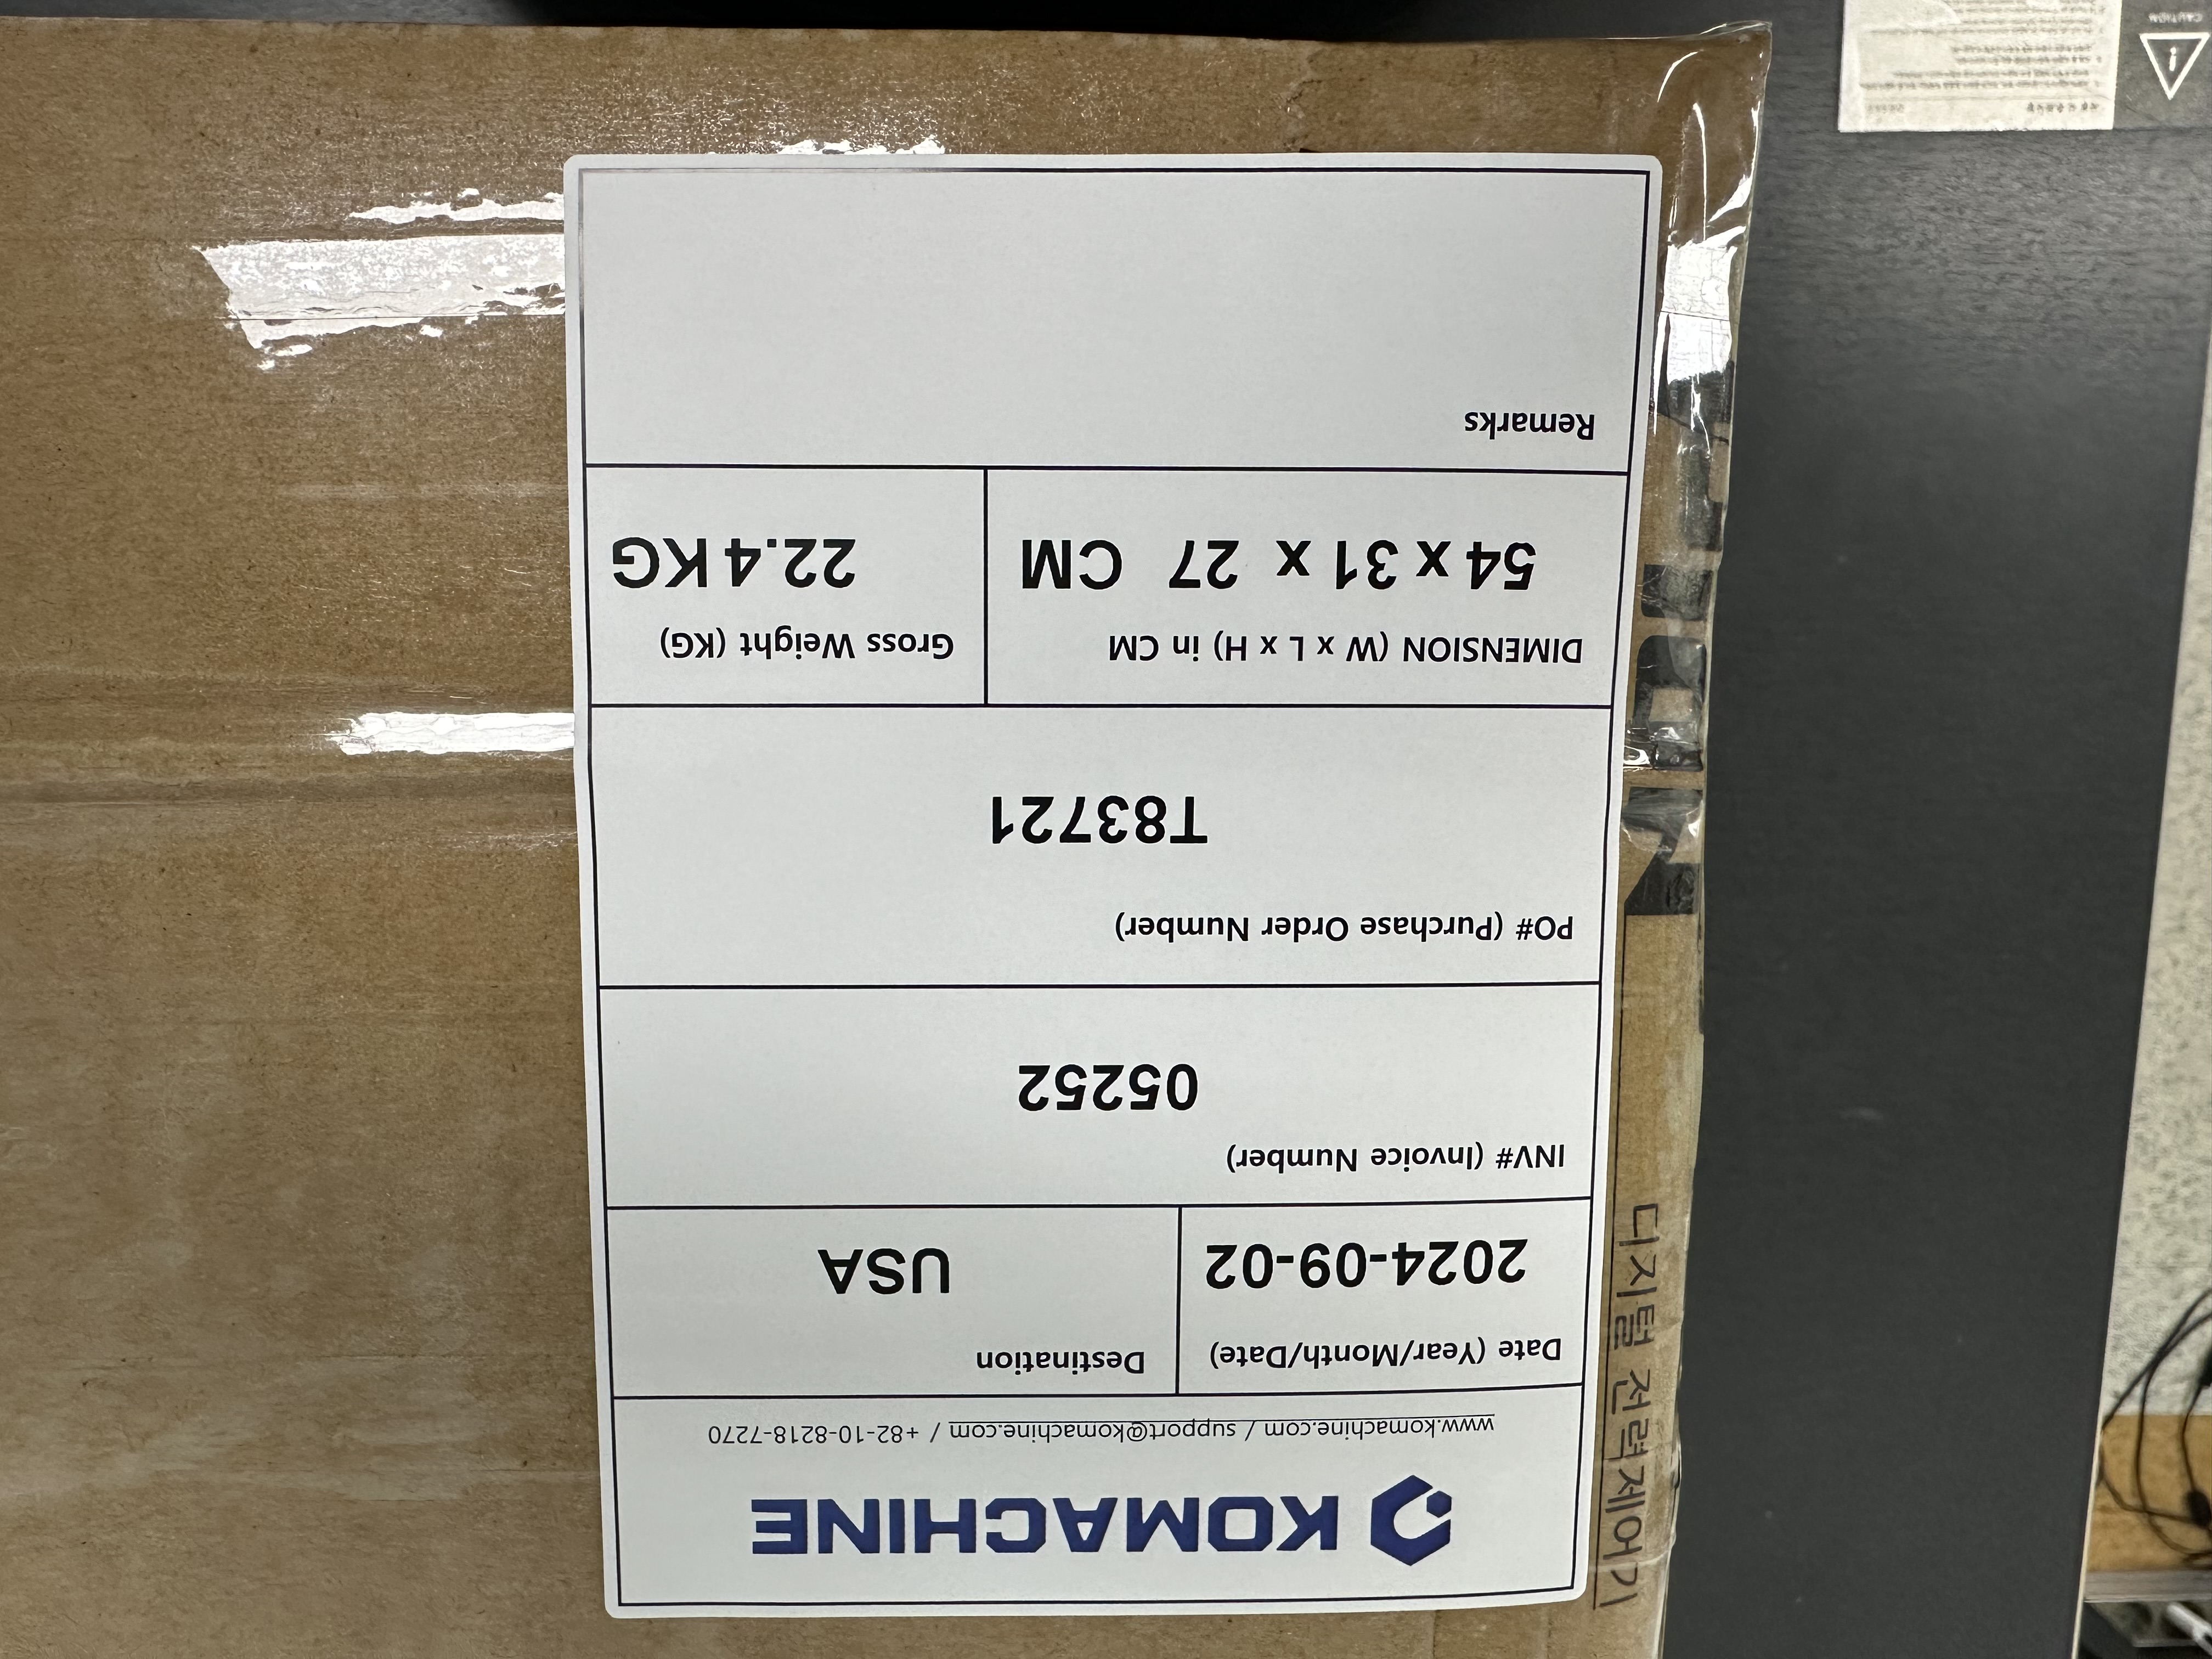 KOMACHINE
www.komachine.com / support@komachine.com / +82-10-8218-7270
Date (Year/Month/Date)
2024-09-02
Destination
USA
INV# (Invoice Number)
05252
PO# (Purchase Order Number)
T83721
DIMENSION (W x L x H) in CM
54 x 31 x 27 CM
Gross Weight (KG)
22.4 KG
Remarks
디지털 전력제어기
CAUTION